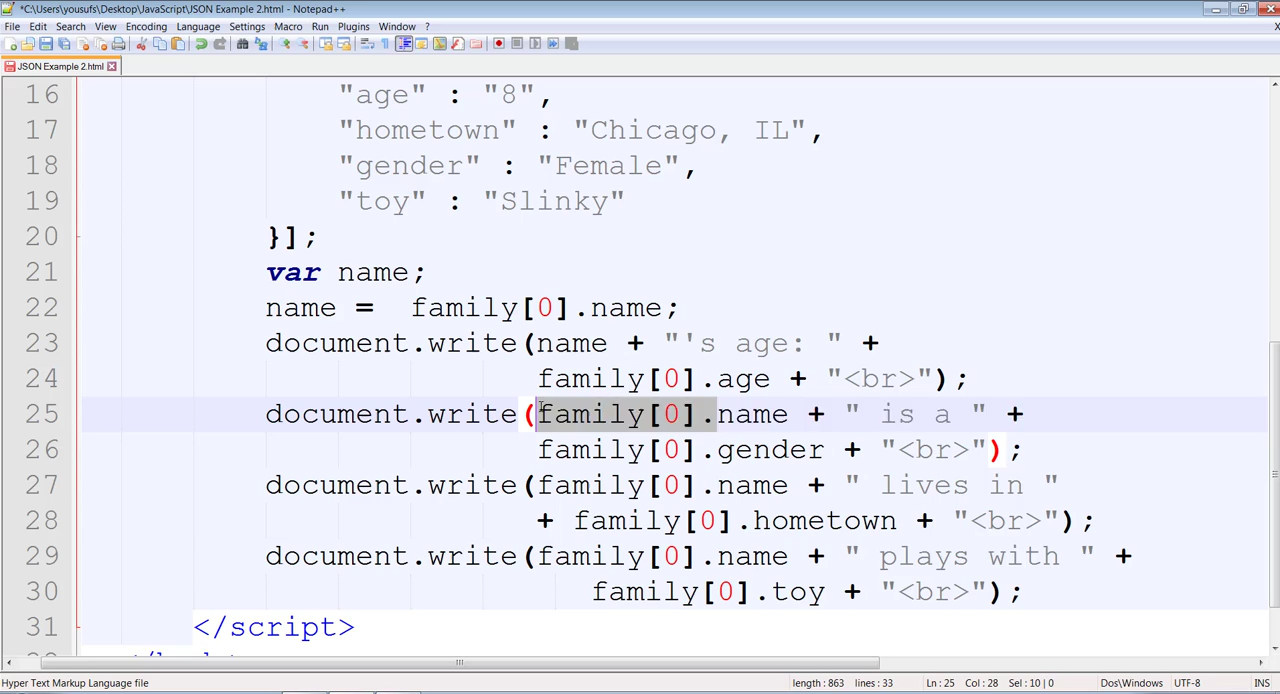 *C:\Users\yousufs\Desktop\JavaScript\JSON Example 2.html - Notepad++
File Edit Search View Encoding Language Settings Macro Run Plugins Window ? X
JSON Example 2.html
16 "age" : "8",
17 "hometown" : "Chicago, IL",
18 "gender" : "Female",
19 "toy" : "Slinky"
20 }];
21 var name;
22 name =  family[0].name;
23 document.write(name + "'s age: " +
24 family[0].age + "<br>");
25 document.write(family[0].name + " is a " +
26 family[0].gender + "<br>");
27 document.write(family[0].name + " lives in "
28 + family[0].hometown + "<br>");
29 document.write(family[0].name + " plays with " +
30 family[0].toy + "<br>");
31 </script>
Hyper Text Markup Language file length: 863 lines: 33 Ln: 25 Col: 28 Sel: 10 | 0 Dos\Windows UTF-8 INS